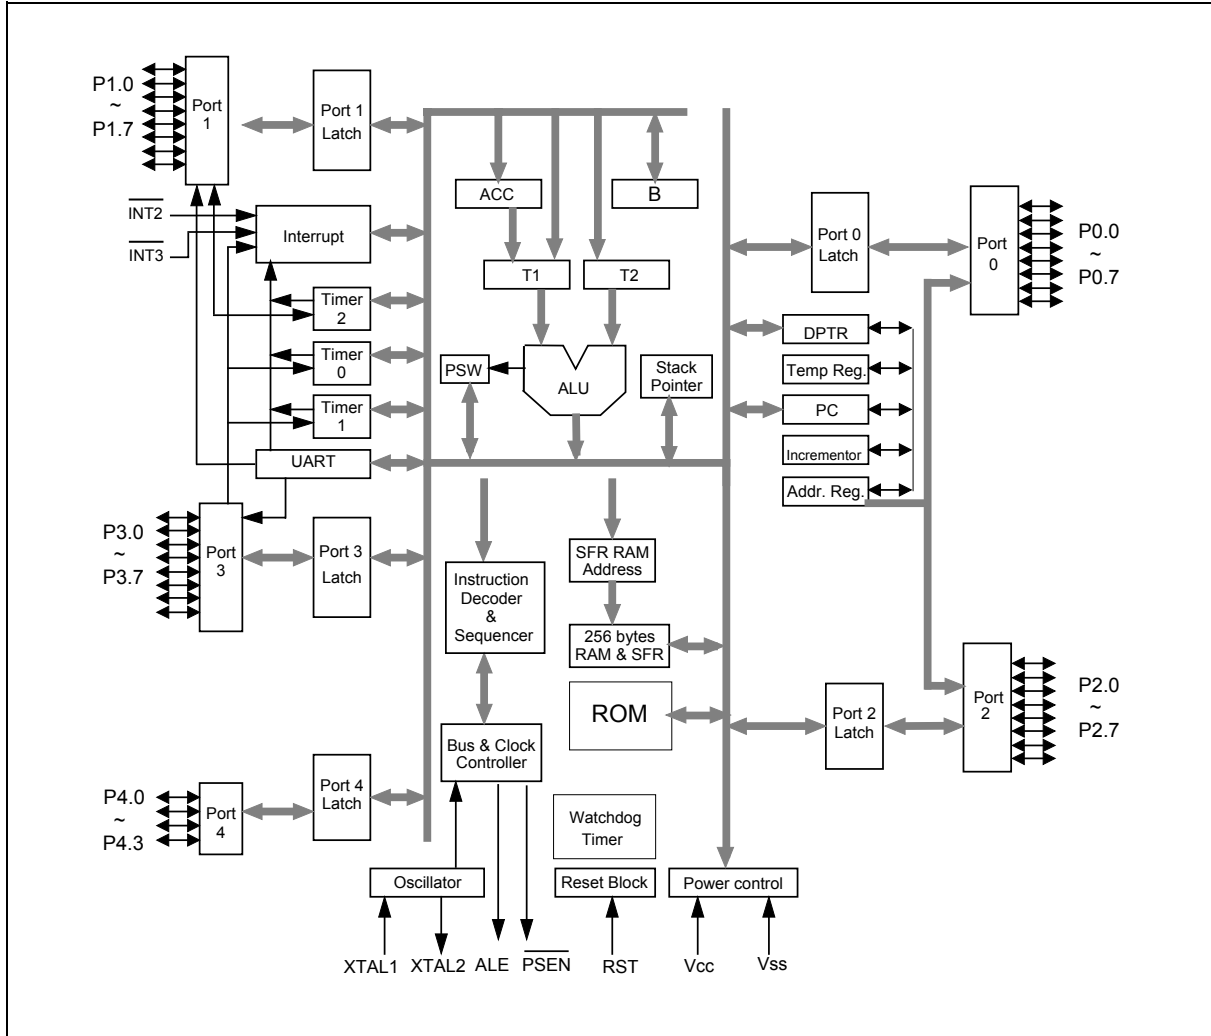 P1.0
~
P1.7
Port
1
Port 1
Latch
INT2
INT3
Interrupt
Timer
2
Timer
0
Timer
1
UART
P3.0
~
P3.7
Port
3
Port 3
Latch
P4.0
~
P4.3
Port
4
Port 4
Latch
ACC
B
T1
T2
PSW
ALU
Stack
Pointer
Instruction
Decoder
&
Sequencer
SFR RAM
Address
256 bytes
RAM & SFR
ROM
Bus & Clock
Controller
Watchdog
Timer
Oscillator
Reset Block
Power control
XTAL1
XTAL2
ALE
PSEN
RST
Vcc
Vss
Port 0
Latch
Port
0
P0.0
~
P0.7
DPTR
Temp Reg.
PC
Incrementor
Addr. Reg.
Port 2
Latch
Port
2
P2.0
~
P2.7